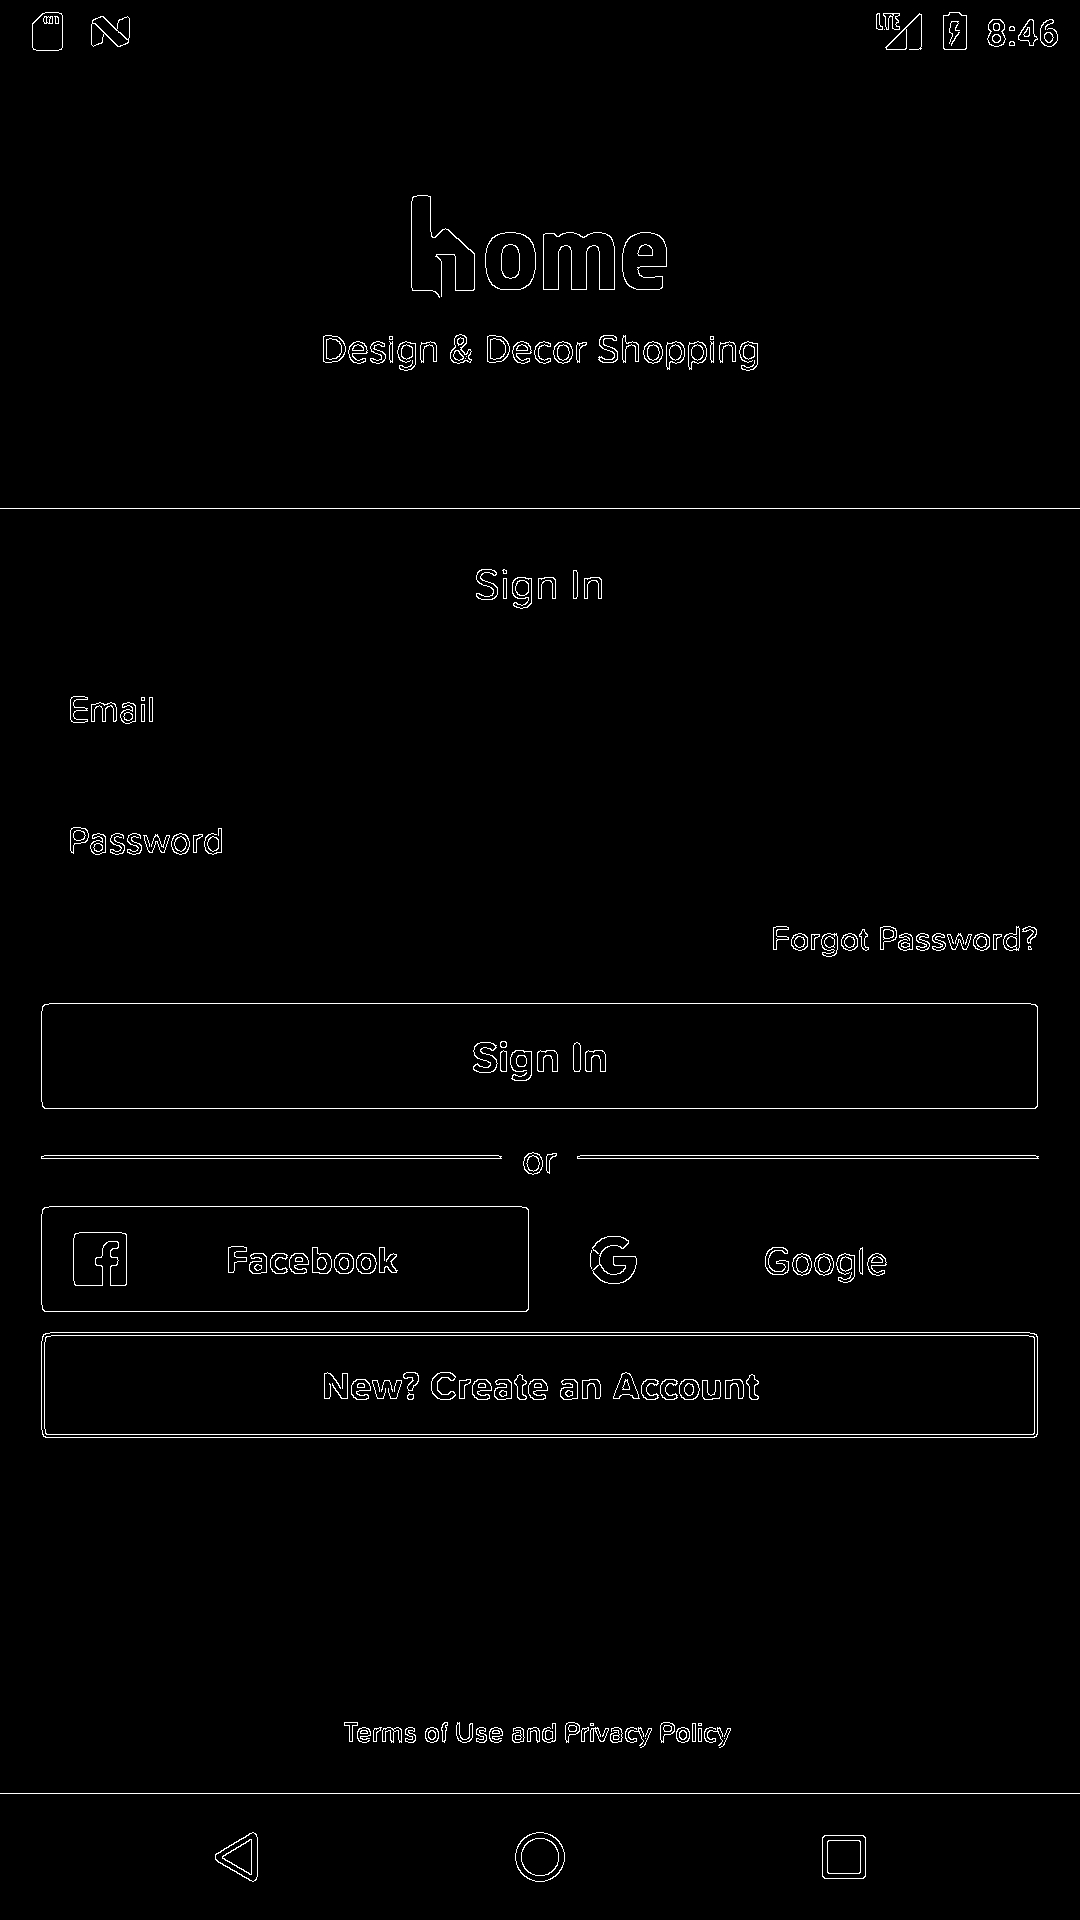 LTE 8:46
home
Design & Decor Shopping
Sign In
Email
Password
Forgot Password?
Sign In
or
Facebook
Google
New? Create an Account
Terms of Use and Privacy Policy